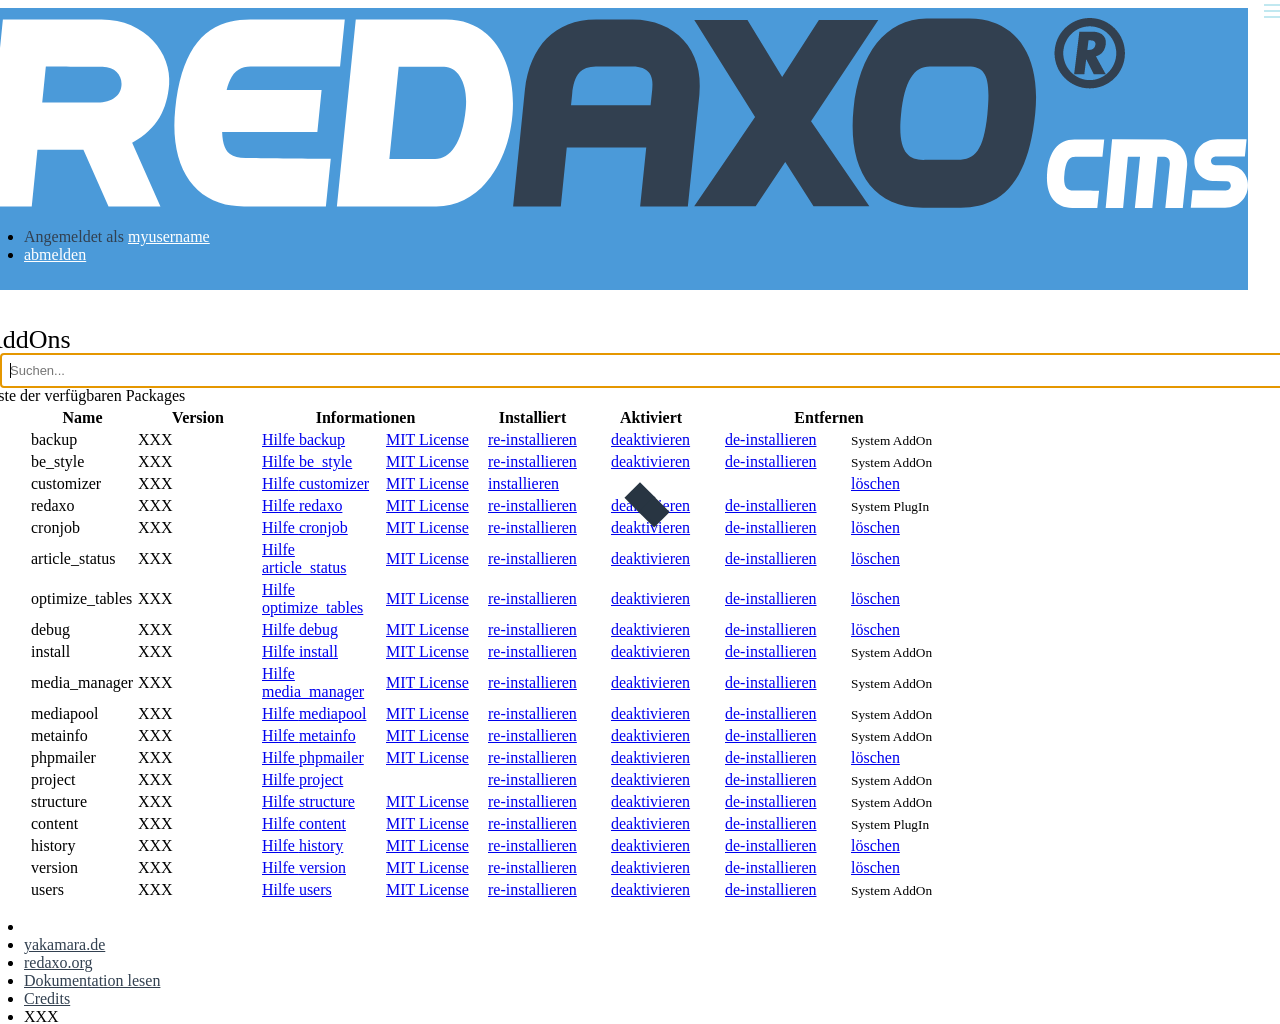 REDAXO® cms
Angemeldet als myusername
abmelden
AddOns
Suchen...
ste der verfügbaren Packages
Name Version Informationen Installiert Aktiviert Entfernen
backup XXX Hilfe backup MIT License re-installieren deaktivieren de-installieren System AddOn
be_style XXX Hilfe be_style MIT License re-installieren deaktivieren de-installieren System AddOn
customizer XXX Hilfe customizer MIT License installieren löschen
redaxo XXX Hilfe redaxo MIT License re-installieren deaktivieren de-installieren System PlugIn
cronjob XXX Hilfe cronjob MIT License re-installieren deaktivieren de-installieren löschen
article_status XXX Hilfe article_status MIT License re-installieren deaktivieren de-installieren löschen
optimize_tables XXX Hilfe optimize_tables MIT License re-installieren deaktivieren de-installieren löschen
debug XXX Hilfe debug MIT License re-installieren deaktivieren de-installieren löschen
install XXX Hilfe install MIT License re-installieren deaktivieren de-installieren System AddOn
media_manager XXX Hilfe media_manager MIT License re-installieren deaktivieren de-installieren System AddOn
mediapool XXX Hilfe mediapool MIT License re-installieren deaktivieren de-installieren System AddOn
metainfo XXX Hilfe metainfo MIT License re-installieren deaktivieren de-installieren System AddOn
phpmailer XXX Hilfe phpmailer MIT License re-installieren deaktivieren de-installieren löschen
project XXX Hilfe project re-installieren deaktivieren de-installieren System AddOn
structure XXX Hilfe structure MIT License re-installieren deaktivieren de-installieren System AddOn
content XXX Hilfe content MIT License re-installieren deaktivieren de-installieren System PlugIn
history XXX Hilfe history MIT License re-installieren deaktivieren de-installieren löschen
version XXX Hilfe version MIT License re-installieren deaktivieren de-installieren löschen
users XXX Hilfe users MIT License re-installieren deaktivieren de-installieren System AddOn
yakamara.de
redaxo.org
Dokumentation lesen
Credits
XXX